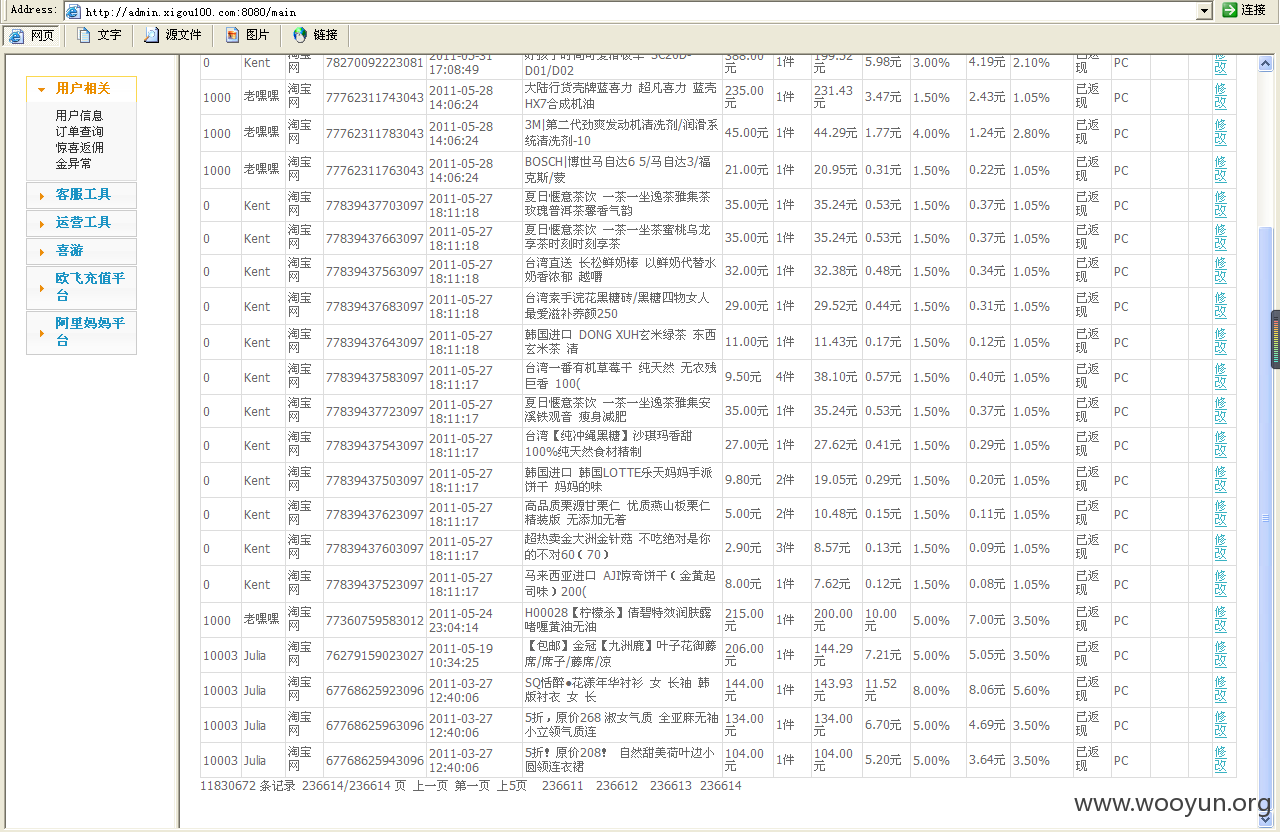 Address: http://admin.xigou100.com:8080/main 连接
网页 文字 源文件 图片 链接
用户相关
用户信息
订单查询
惊喜返佣
金异常
客服工具
运营工具
喜游
欧飞充值平台
阿里妈妈平台
0 Kent 淘宝网 78270092223081 2011-05-31 17:08:49 好孩子时尚可爱婴儿车 SC20D-D01/D02 388.00元 1件 199.52元 5.98元 3.00% 4.19元 2.10% 已返现 PC 修改
1000 老嘿嘿 淘宝网 77762311743043 2011-05-28 14:06:24 大陆行货壳牌蓝喜力 超凡喜力 蓝壳HX7合成机油 235.00元 1件 231.43元 3.47元 1.50% 2.43元 1.05% 已返现 PC 修改
1000 老嘿嘿 淘宝网 77762311783043 2011-05-28 14:06:24 3M|第二代劲爽发动机清洗剂/润滑系统清洗剂-10 45.00元 1件 44.29元 1.77元 4.00% 1.24元 2.80% 已返现 PC 修改
1000 老嘿嘿 淘宝网 77762311763043 2011-05-28 14:06:24 BOSCH|博世马自达6 5/马自达3/福克斯/蒙 21.00元 1件 20.95元 0.31元 1.50% 0.22元 1.05% 已返现 PC 修改
0 Kent 淘宝网 77839437703097 2011-05-27 18:11:18 夏日惬意茶饮 一茶一坐逸茶雅集茶玫瑰普洱茶馨香气韵 35.00元 1件 35.24元 0.53元 1.50% 0.37元 1.05% 已返现 PC 修改
0 Kent 淘宝网 77839437663097 2011-05-27 18:11:18 夏日惬意茶饮 一茶一坐茶蜜桃乌龙享茶时刻时刻享茶 35.00元 1件 35.24元 0.53元 1.50% 0.37元 1.05% 已返现 PC 修改
0 Kent 淘宝网 77839437563097 2011-05-27 18:11:18 台湾直送 长松鲜奶棒 以鲜奶代替水 奶香浓郁 越嚼 32.00元 1件 32.38元 0.48元 1.50% 0.34元 1.05% 已返现 PC 修改
0 Kent 淘宝网 77839437683097 2011-05-27 18:11:18 台湾素手浣花黑糖砖/黑糖四物女人最爱滋补养颜250 29.00元 1件 29.52元 0.44元 1.50% 0.31元 1.05% 已返现 PC 修改
0 Kent 淘宝网 77839437643097 2011-05-27 18:11:18 韩国进口 DONG XUH玄米绿茶 东西玄米茶 清 11.00元 1件 11.43元 0.17元 1.50% 0.12元 1.05% 已返现 PC 修改
0 Kent 淘宝网 77839437583097 2011-05-27 18:11:17 台湾一番有机草莓干 纯天然 无农残 巨香 100( 9.50元 4件 38.10元 0.57元 1.50% 0.40元 1.05% 已返现 PC 修改
0 Kent 淘宝网 77839437723097 2011-05-27 18:11:17 夏日惬意茶饮 一茶一坐逸茶雅集安溪铁观音 瘦身减肥 35.00元 1件 35.24元 0.53元 1.50% 0.37元 1.05% 已返现 PC 修改
0 Kent 淘宝网 77839437543097 2011-05-27 18:11:17 台湾【纯冲绳黑糖】沙琪玛香甜 100%纯天然食材精制 27.00元 1件 27.62元 0.41元 1.50% 0.29元 1.05% 已返现 PC 修改
0 Kent 淘宝网 77839437503097 2011-05-27 18:11:17 韩国进口 韩国LOTTE乐天妈妈手派饼干 妈妈的味 9.80元 2件 19.05元 0.29元 1.50% 0.20元 1.05% 已返现 PC 修改
0 Kent 淘宝网 77839437623097 2011-05-27 18:11:17 高品质栗源甘栗仁 优质燕山板栗仁 精装版 无添加无著 5.00元 2件 10.48元 0.15元 1.50% 0.11元 1.05% 已返现 PC 修改
0 Kent 淘宝网 77839437603097 2011-05-27 18:11:17 超热卖金大洲金针菇 不吃绝对是你的不对60（70） 2.90元 3件 8.57元 0.13元 1.50% 0.09元 1.05% 已返现 PC 修改
0 Kent 淘宝网 77839437523097 2011-05-27 18:11:17 马来西亚进口 AJI惊奇饼干（金黄起司味）200( 8.00元 1件 7.62元 0.12元 1.50% 0.08元 1.05% 已返现 PC 修改
1000 老嘿嘿 淘宝网 77360759583012 2011-05-24 23:04:14 H00028【柠檬杀】倩碧特效润肤露啫喱黄油无油 215.00元 1件 200.00元 10.00元 5.00% 7.00元 3.50% 已返现 PC 修改
10003 Julia 淘宝网 76279159023027 2011-05-19 10:34:25 【包邮】金冠【九洲鹿】叶子花御藤席/席子/藤席/凉 206.00元 1件 144.29元 7.21元 5.00% 5.05元 3.50% 已返现 PC 修改
10003 Julia 淘宝网 67768625923096 2011-03-27 12:40:06 SQ恬醉●花漾年华衬衫 女 长袖 韩版衬衣 女 长 144.00元 1件 143.93元 11.52元 8.00% 8.06元 5.60% 已返现 PC 修改
10003 Julia 淘宝网 67768625963096 2011-03-27 12:40:06 5折，原价268 淑女气质 全亚麻无袖小立领气质连 134.00元 1件 134.00元 6.70元 5.00% 4.69元 3.50% 已返现 PC 修改
10003 Julia 淘宝网 67768625943096 2011-03-27 12:40:06 5折！原价208！ 自然甜美荷叶边小圆领连衣裙 104.00元 1件 104.00元 5.20元 5.00% 3.64元 3.50% 已返现 PC 修改
11830672 条记录 236614/236614 页 上一页 第一页 上5页 236611 236612 236613 236614
www.wooyun.org